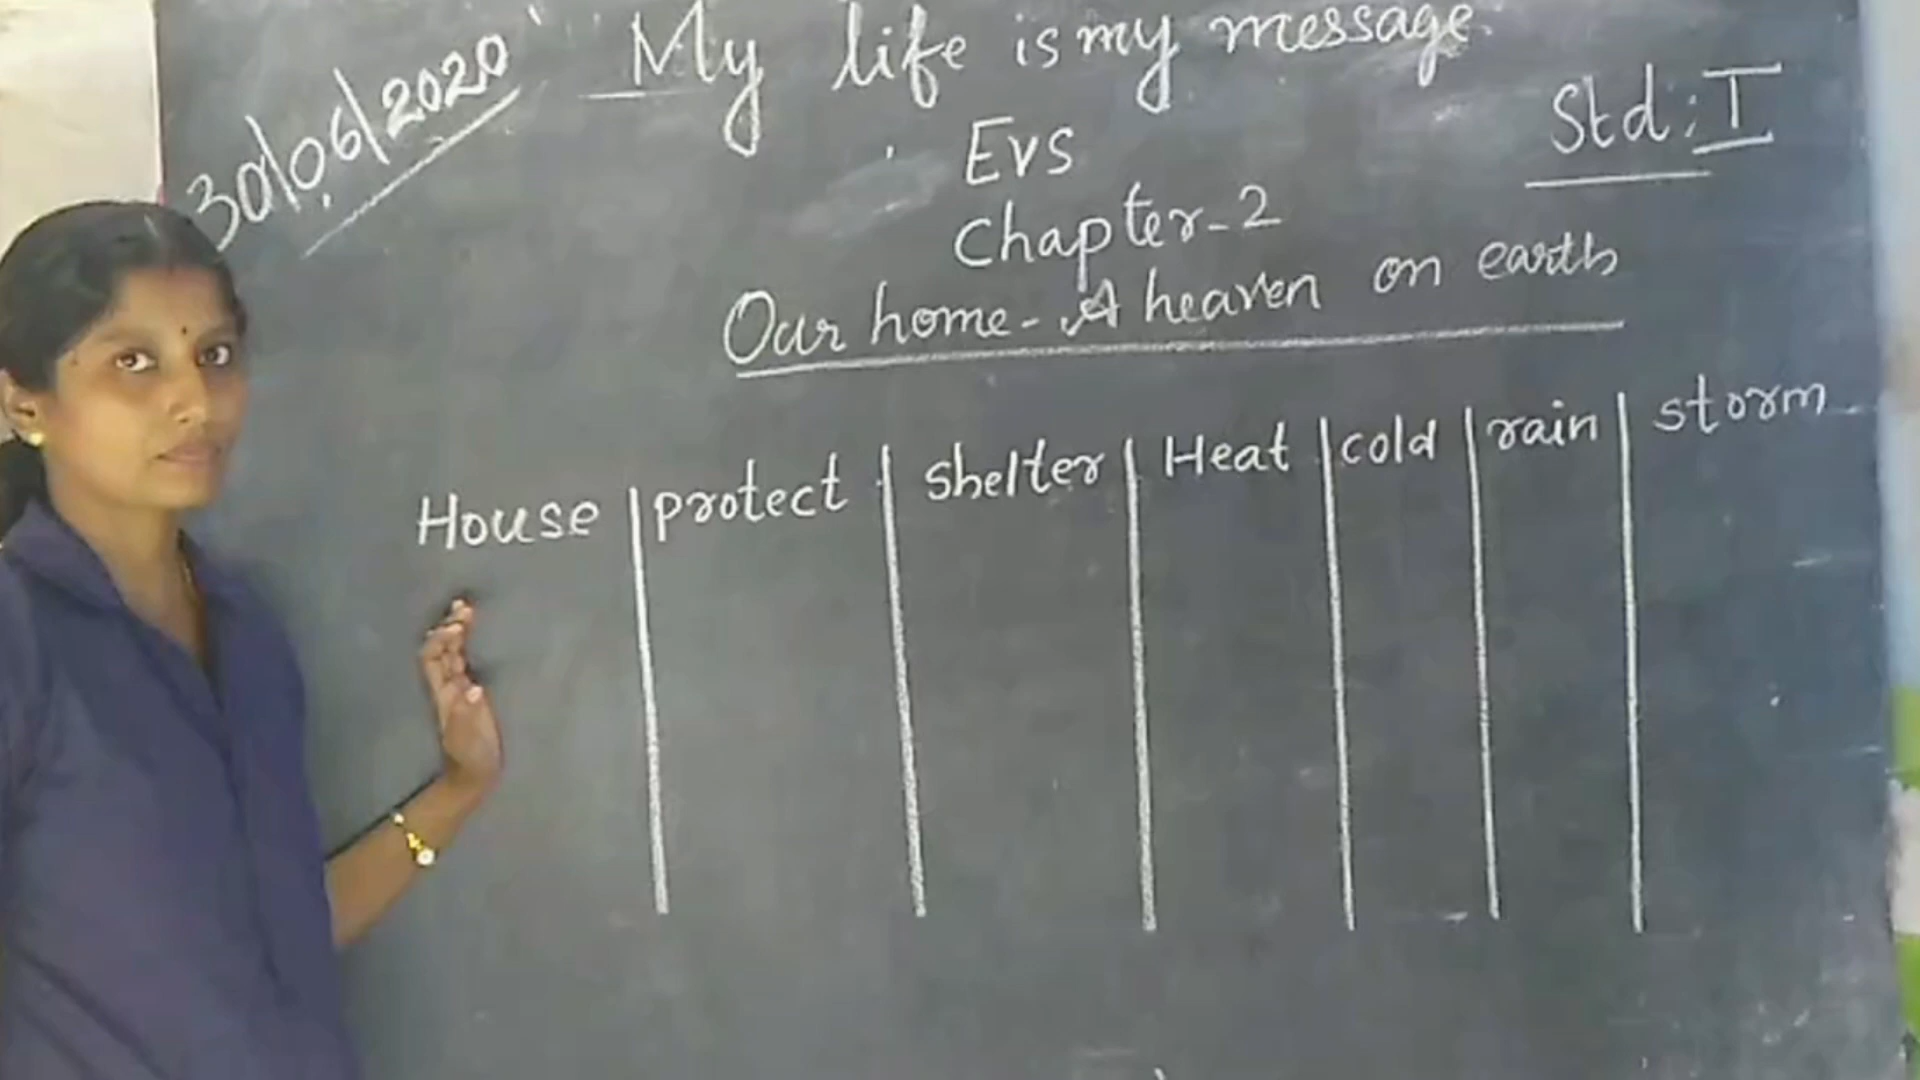 30/06/2020
My life is my message
Std: I
EVS
Chapter-2
Our home - A heaven on earth
House | protect | shelter | Heat | cold | rain | storm